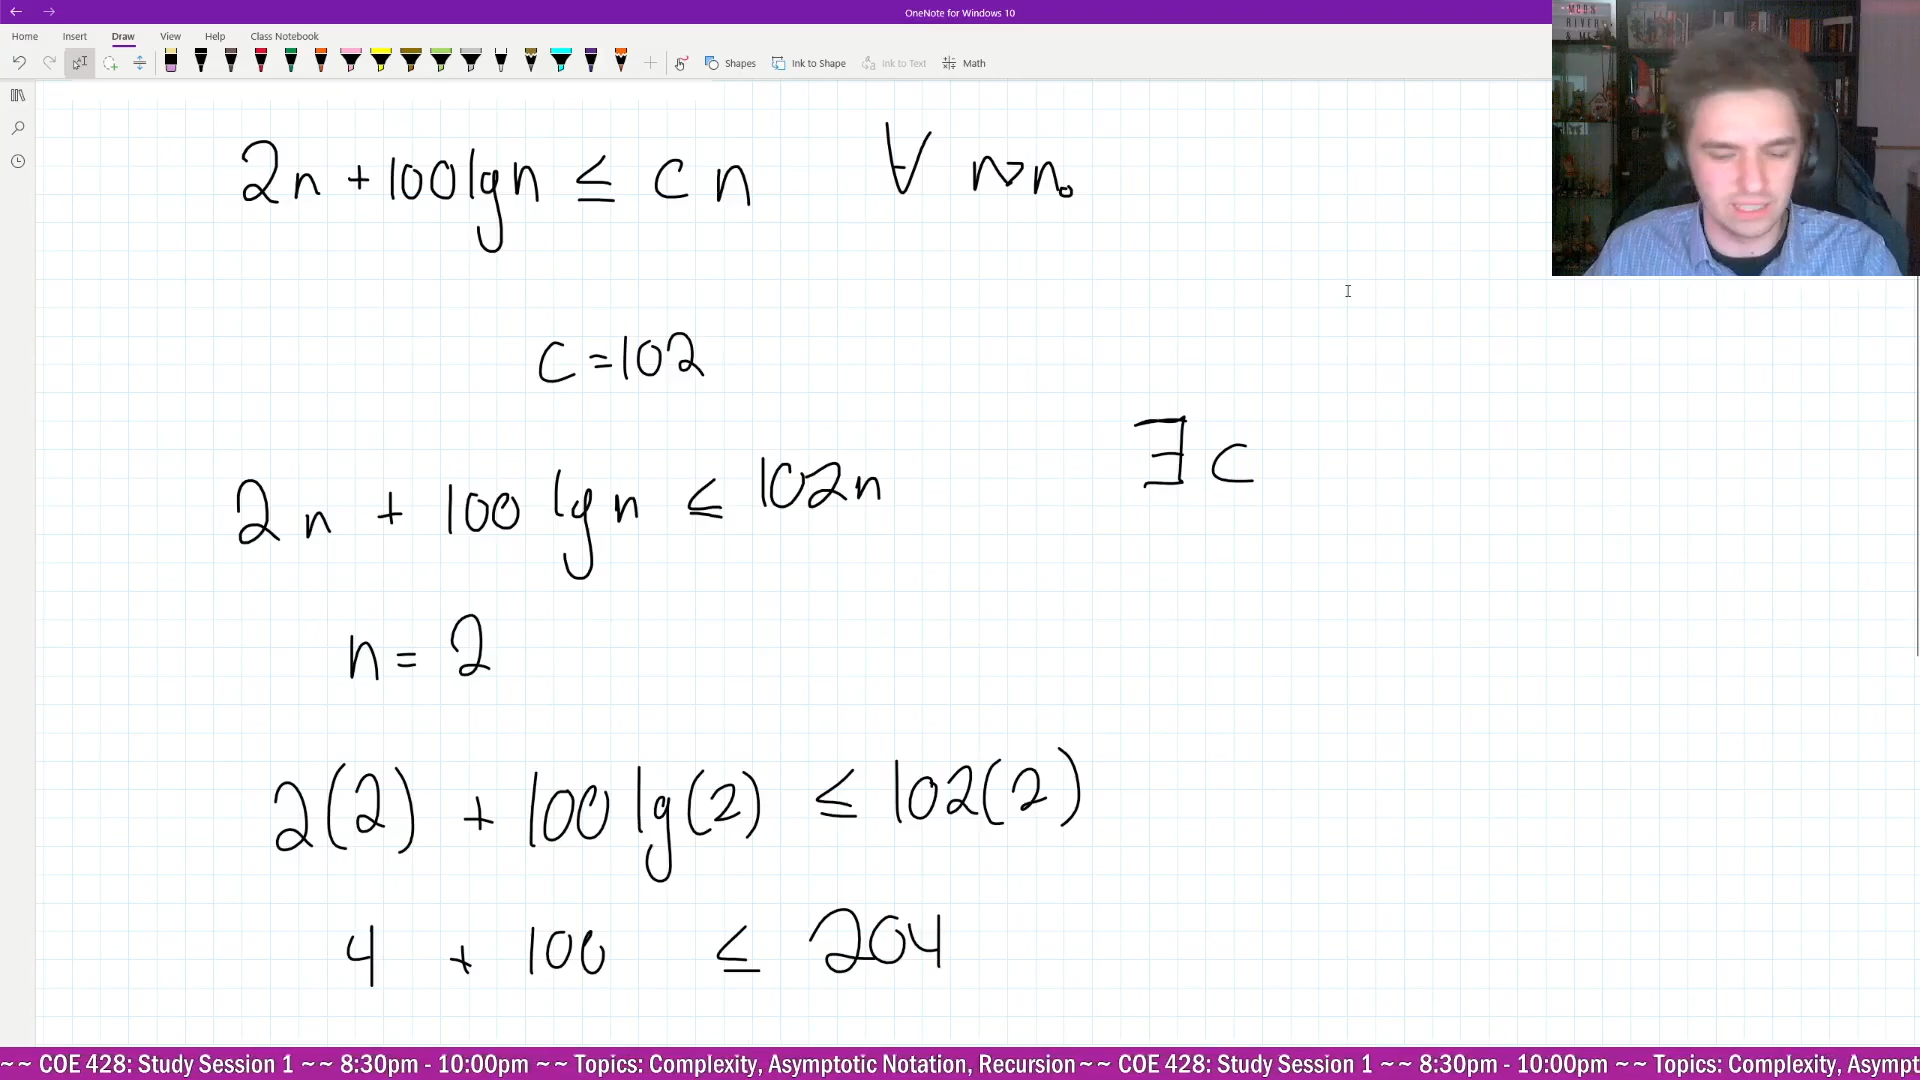 OneNote for Windows 10
Home Insert Draw View Help Class Notebook
Shapes Ink to Shape Ink to Text Math
2n + 100 lg n ≤ c n ∀ n > n₀
c = 102
∃ c
2n + 100 lg n ≤ 102n
n = 2
2(2) + 100 lg(2) ≤ 102(2)
4 + 100 ≤ 204
~~ COE 428: Study Session 1 ~~ 8:30pm - 10:00pm ~~ Topics: Complexity, Asymptotic Notation, Recursion~~ COE 428: Study Session 1 ~~ 8:30pm - 10:00pm ~~ Topics: Complexity, Asympt